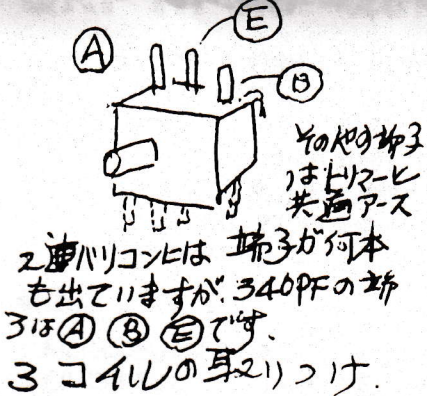 Ⓔ
Ⓐ
Ⓑ
その他の端子
はトリマーと
共通アース
2連バリコンには 端子が何本
も出ていますが、340PFの端
子はⒶ Ⓑ Ⓔです。
3 コイルの取りつけ.